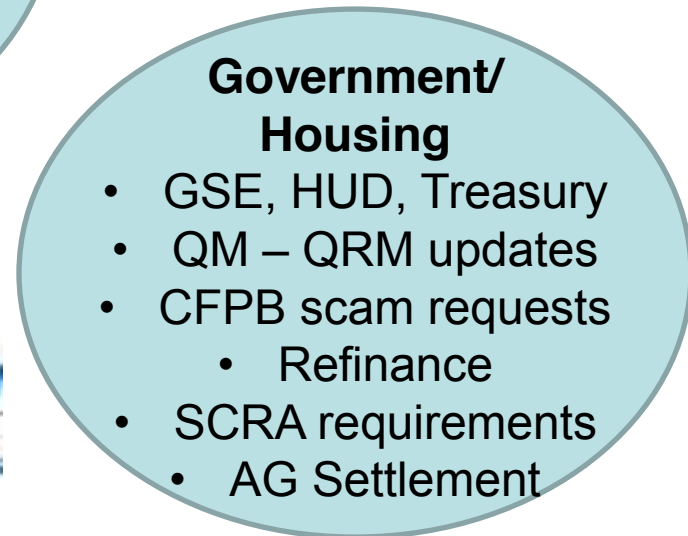 Government/
Housing
• GSE, HUD, Treasury
• QM – QRM updates
• CFPB scam requests
• Refinance
• SCRA requirements
• AG Settlement